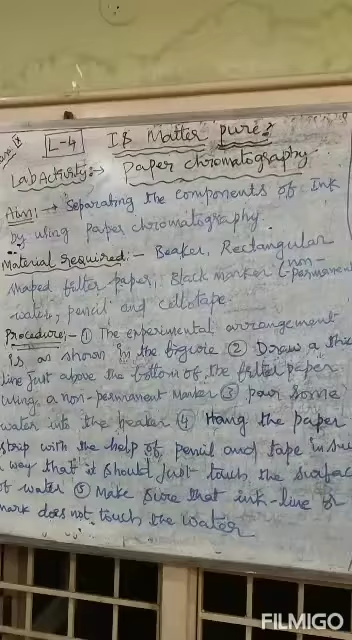 L-4 Is Matter pure?
Lab Activity:→ Paper chromatography
Aim:→ Separating the components of Ink
by using paper chromatography.
Material Required:- Beaker, Rectangular
shaped filter paper, Black marker (non-permanent
water, pencil and cellotape.
Procedure:- ① The experimental arrangement
is as shown in the figure ② Draw a thic
line just above the bottom of the filter paper
using a non-permanent marker ③ pour some
water into the beaker ④ Hang the paper
strip with the help of pencil and tape in suc
a way that it should just touch the surfac
of water ⑤ Make sure that ink-line or
mark does not touch the water
FILMIGO